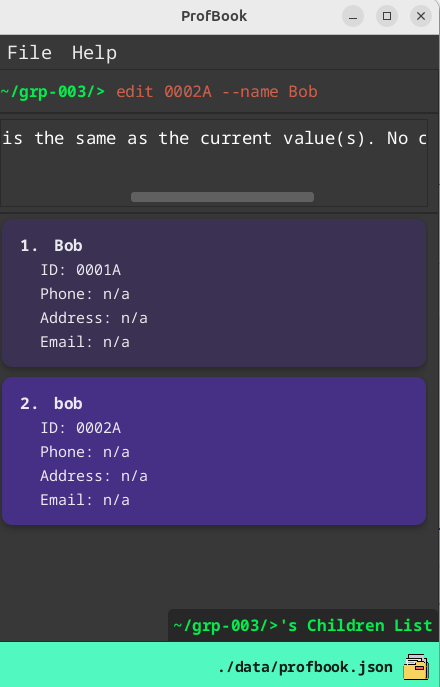 ProfBook
File Help
~/grp-003/> edit 0002A --name Bob
is the same as the current value(s). No c
1. Bob
ID: 0001A
Phone: n/a
Address: n/a
Email: n/a
2. bob
ID: 0002A
Phone: n/a
Address: n/a
Email: n/a
~/grp-003/>'s Children List
./data/profbook.json